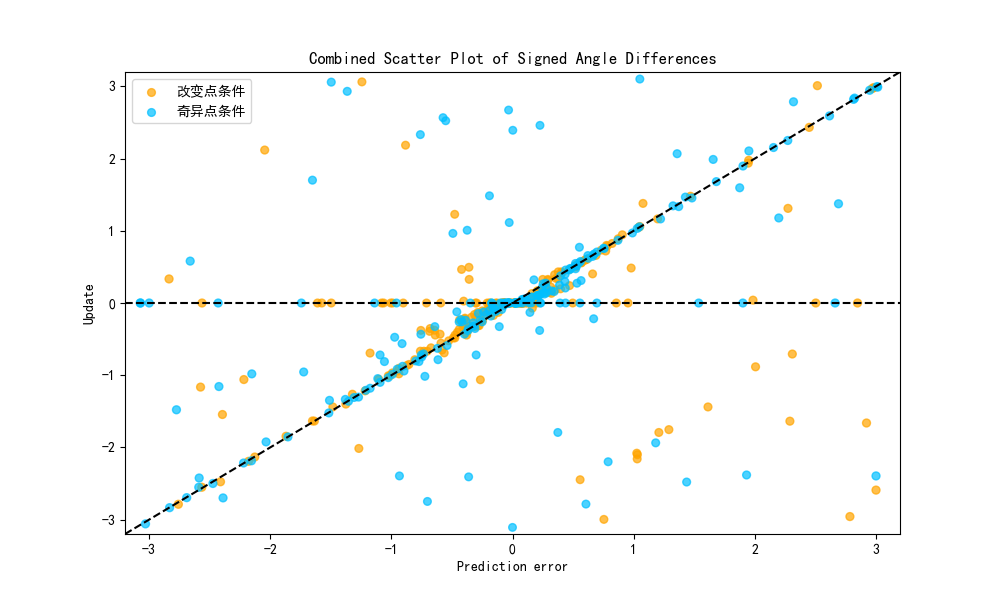 Combined Scatter Plot of Signed Angle Differences
改变点条件
奇异点条件
Update
3
2
1
0
−1
−2
−3
−3 −2 −1 0 1 2 3
Prediction error